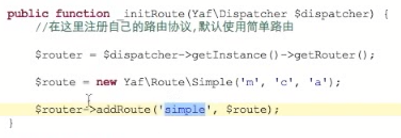 public function _initRoute(Yaf\Dispatcher $dispatcher) {
//在这里注册自己的路由协议,默认使用简单路由
$router = $dispatcher->getInstance()->getRouter();
$route = new Yaf\Route\Simple('m', 'c', 'a');
$router->addRoute('simple', $route);
}